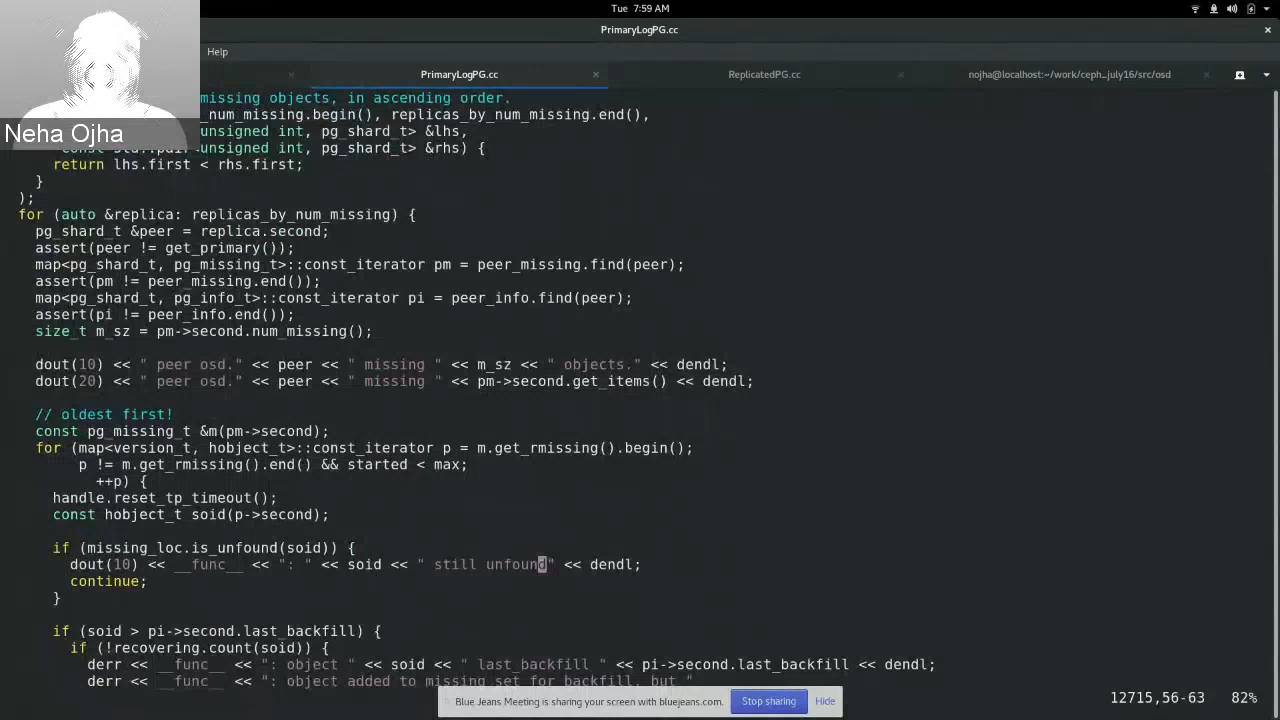 Tue 7:59 AM
PrimaryLogPG.cc
Help
PrimaryLogPG.cc
ReplicatedPG.cc
nojha@localhost:~/work/ceph_july16/src/osd
Neha Ojha
missing objects, in ascending order.
_num_missing.begin(), replicas_by_num_missing.end(),
unsigned int, pg_shard_t> &lhs,
unsigned int, pg_shard_t> &rhs) {
return lhs.first < rhs.first;
}
);
for (auto &replica: replicas_by_num_missing) {
pg_shard_t &peer = replica.second;
assert(peer != get_primary());
map<pg_shard_t, pg_missing_t>::const_iterator pm = peer_missing.find(peer);
assert(pm != peer_missing.end());
map<pg_shard_t, pg_info_t>::const_iterator pi = peer_info.find(peer);
assert(pi != peer_info.end());
size_t m_sz = pm->second.num_missing();
dout(10) << " peer osd." << peer << " missing " << m_sz << " objects." << dendl;
dout(20) << " peer osd." << peer << " missing " << pm->second.get_items() << dendl;
// oldest first!
const pg_missing_t &m(pm->second);
for (map<version_t, hobject_t>::const_iterator p = m.get_rmissing().begin();
p != m.get_rmissing().end() && started < max;
++p) {
handle.reset_tp_timeout();
const hobject_t soid(p->second);
if (missing_loc.is_unfound(soid)) {
dout(10) << __func__ << ": " << soid << " still unfound" << dendl;
continue;
}
if (soid > pi->second.last_backfill) {
if (!recovering.count(soid)) {
derr << __func__ << ": object " << soid << " last_backfill " << pi->second.last_backfill << dendl;
derr << __func__ << ": object added to missing set for backfill, but "
Blue Jeans Meeting is sharing your screen with bluejeans.com.
Stop sharing
Hide
12715,56-63
82%